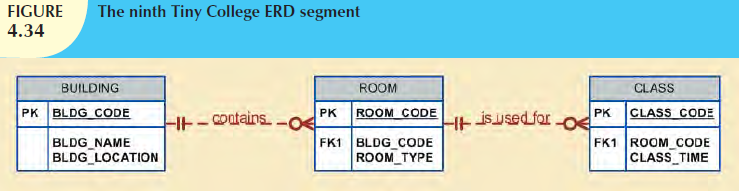 FIGURE
4.34
The ninth Tiny College ERD segment
BUILDING
PK BLDG_CODE
BLDG_NAME
BLDG_LOCATION
contains
ROOM
PK ROOM_CODE
FK1 BLDG_CODE
ROOM_TYPE
is used for
CLASS
PK CLASS_CODE
FK1 ROOM_CODE
CLASS_TIME